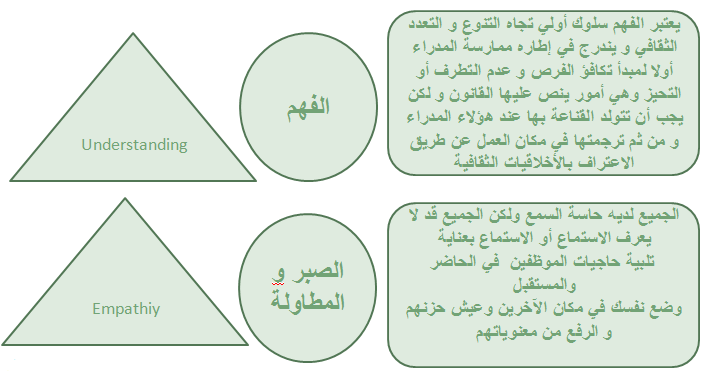 Understanding
الفهم
يعتبر الفهم سلوك أولي تجاه التنوع و التعدد
الثقافي و يندرج في إطاره ممارسة المدراء
أولا لمبدأ تكافؤ الفرص و عدم التطرف أو
التحيز وهي أمور ينص عليها القانون و لكن
يجب أن تتولد القناعة بها عند هؤلاء المدراء
و من ثم ترجمتها في مكان العمل عن طريق
الاعتراف بالأخلاقيات الثقافية
Empathiy
الصبر و
المطاولة
الجميع لديه حاسة السمع ولكن الجميع قد لا
يعرف الاستماع أو الاستماع بعناية
تلبية حاجيات الموظفين في الحاضر
والمستقبل
وضع نفسك في مكان الآخرين وعيش حزنهم
و الرفع من معنوياتهم